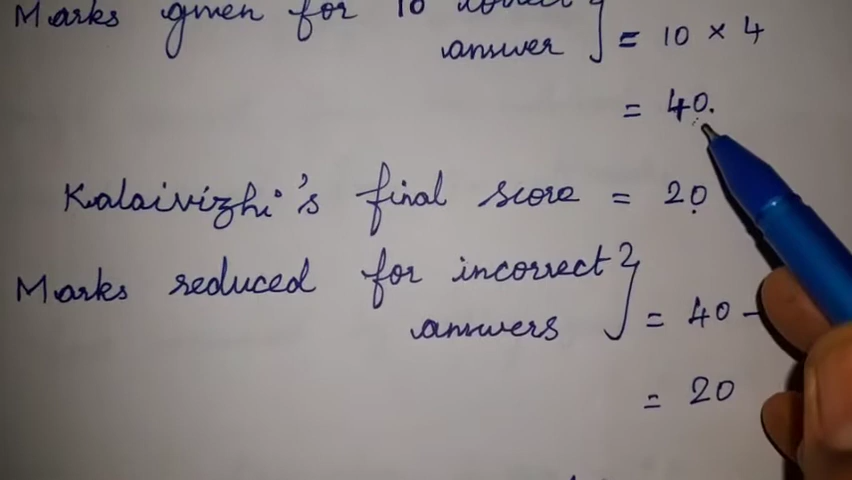 Marks given for 10 correct
answer } = 10 × 4
= 40.
Kalaivizhi's final score = 20
Marks reduced for incorrect
answers } = 40 -
= 20